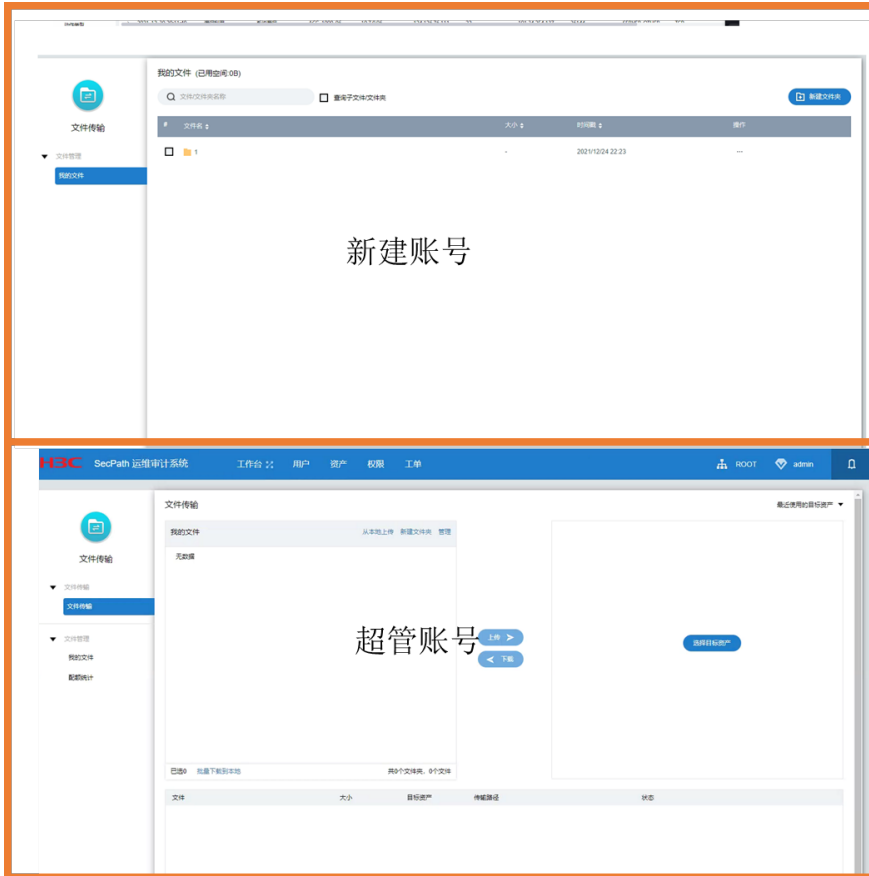 我的文件 (已用空间:0B)
文件/文件夹名称
查询子文件/文件夹
新建文件夹
文件传输
# 文件名 大小 时间戳 操作
文件管理
1 - 2021/12/24 22:23 ...
我的文件
新建账号
H3C SecPath 运维审计系统 工作台 用户 资产 权限 工单 ROOT admin
文件传输 最近使用的目标资产
我的文件 从本地上传 新建文件夹 管理
无数据
文件传输
文件传输
文件传输
文件管理
我的文件
配额统计
超管账号
上传
下载
选择目标资产
已选0 批量下载到本地 共0个文件夹，0个文件
文件 大小 目标资产 传输路径 状态